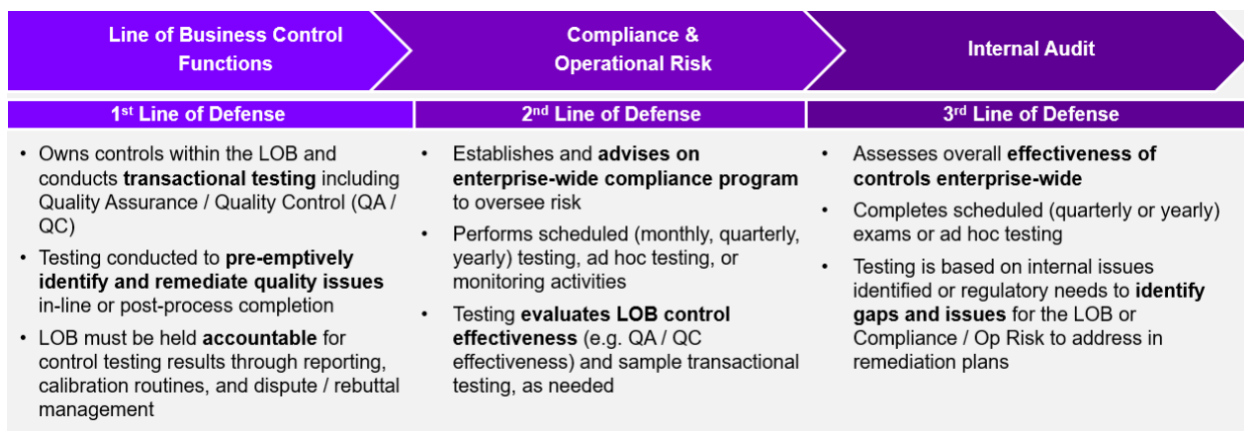 Line of Business Control
Functions
Compliance &
Operational Risk
Internal Audit
1st Line of Defense
2nd Line of Defense
3rd Line of Defense
• Owns controls within the LOB and
conducts transactional testing including
Quality Assurance / Quality Control (QA /
QC)
• Testing conducted to pre-emptively
identify and remediate quality issues
in-line or post-process completion
• LOB must be held accountable for
control testing results through reporting,
calibration routines, and dispute / rebuttal
management
• Establishes and advises on
enterprise-wide compliance program
to oversee risk
• Performs scheduled (monthly, quarterly,
yearly) testing, ad hoc testing, or
monitoring activities
• Testing evaluates LOB control
effectiveness (e.g. QA / QC
effectiveness) and sample transactional
testing, as needed
• Assesses overall effectiveness of
controls enterprise-wide
• Completes scheduled (quarterly or yearly)
exams or ad hoc testing
• Testing is based on internal issues
identified or regulatory needs to identify
gaps and issues for the LOB or
Compliance / Op Risk to address in
remediation plans